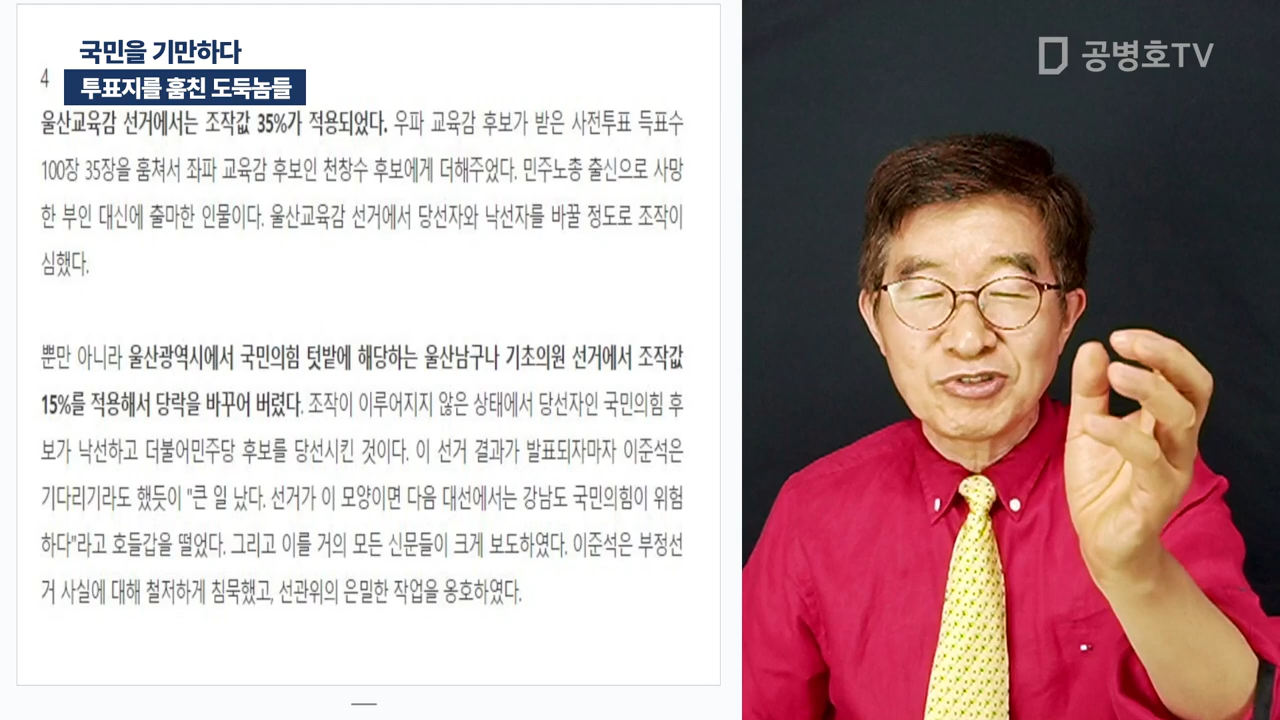 국민을 기만하다
4
투표지를 훔친 도둑놈들
울산교육감 선거에서는 조작값 35%가 적용되었다. 우파 교육감 후보가 받은 사전투표 득표수
100장 35장을 훔쳐서 좌파 교육감 후보인 천창수 후보에게 더해주었다. 민주노총 출신으로 사망
한 부인 대신에 출마한 인물이다. 울산교육감 선거에서 당선자와 낙선자를 바꿀 정도로 조작이
심했다.
뿐만 아니라 울산광역시에서 국민의힘 텃밭에 해당하는 울산남구나 기초의원 선거에서 조작값
15%를 적용해서 당락을 바꾸어 버렸다. 조작이 이루어지지 않은 상태에서 당선자인 국민의힘 후
보가 낙선하고 더불어민주당 후보를 당선시킨 것이다. 이 선거 결과가 발표되자마자 이준석은
기다리기라도 했듯이 "큰 일 났다. 선거가 이 모양이면 다음 대선에서는 강남도 국민의힘이 위험
하다"라고 호들갑을 떨었다. 그리고 이를 거의 모든 신문들이 크게 보도하였다. 이준석은 부정선
거 사실에 대해 철저하게 침묵했고, 선관위의 은밀한 작업을 옹호하였다.
공병호TV